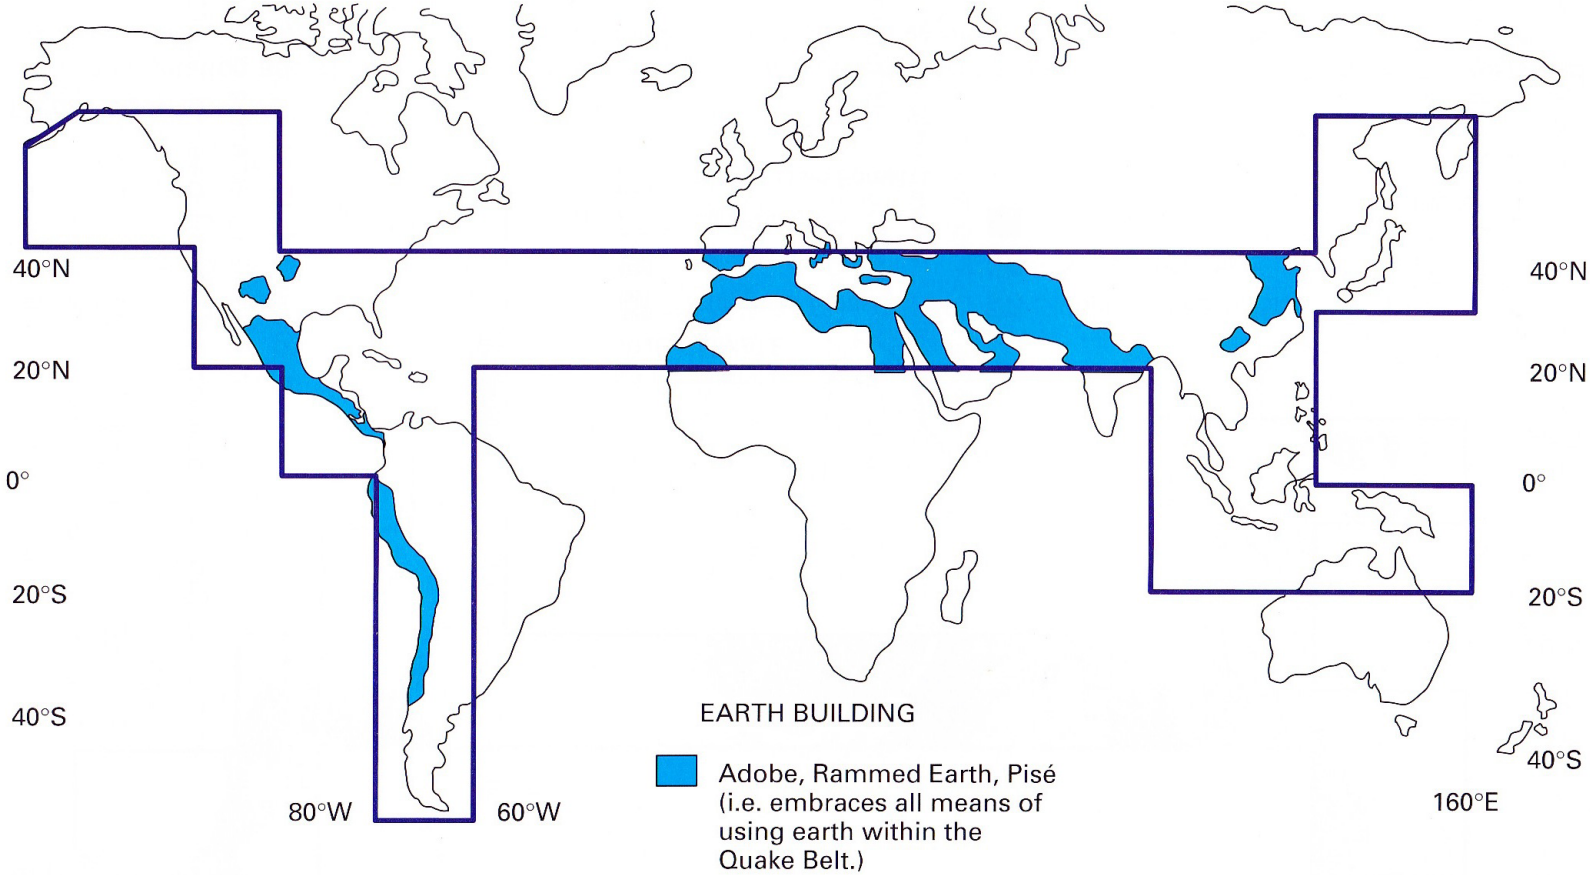 40°N
20°N
0°
20°S
40°S
80°W
60°W
EARTH BUILDING
Adobe, Rammed Earth, Pisé
(i.e. embraces all means of
using earth within the
Quake Belt.)
40°N
20°N
0°
20°S
40°S
160°E